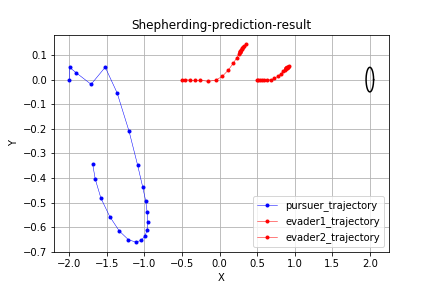 Shepherding-prediction-result
Y
0.1
0.0
−0.1
−0.2
−0.3
−0.4
−0.5
−0.6
−0.7
pursuer_trajectory
evader1_trajectory
evader2_trajectory
−2.0 −1.5 −1.0 −0.5 0.0 0.5 1.0 1.5 2.0
X